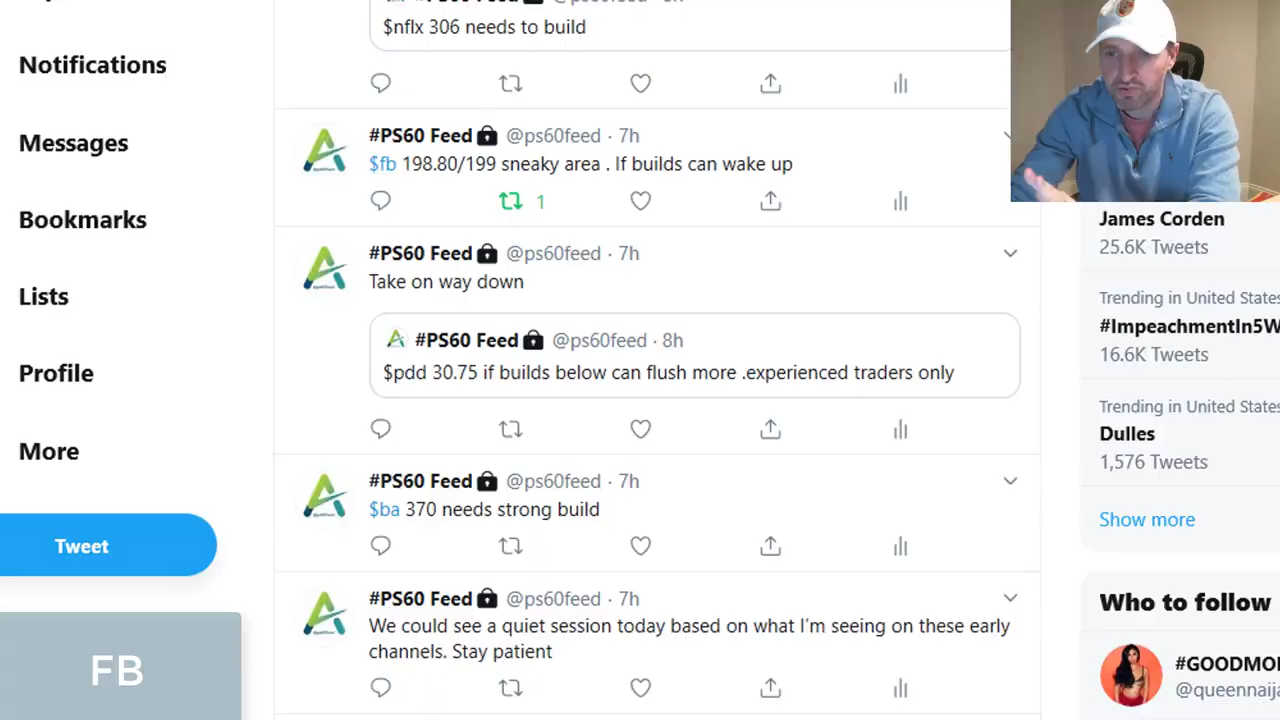 $nflx 306 needs to build
Notifications
Messages
Bookmarks
Lists
Profile
More
Tweet
FB
#PS60 Feed @ps60feed · 7h
$fb 198.80/199 sneaky area . If builds can wake up
1
#PS60 Feed @ps60feed · 7h
Take on way down
#PS60 Feed @ps60feed · 8h
$pdd 30.75 if builds below can flush more .experienced traders only
#PS60 Feed @ps60feed · 7h
$ba 370 needs strong build
#PS60 Feed @ps60feed · 7h
We could see a quiet session today based on what I'm seeing on these early
channels. Stay patient
James Corden
25.6K Tweets
Trending in United States
#ImpeachmentIn5W
16.6K Tweets
Trending in United States
Dulles
1,576 Tweets
Show more
Who to follow
#GOODMO
@queennaija